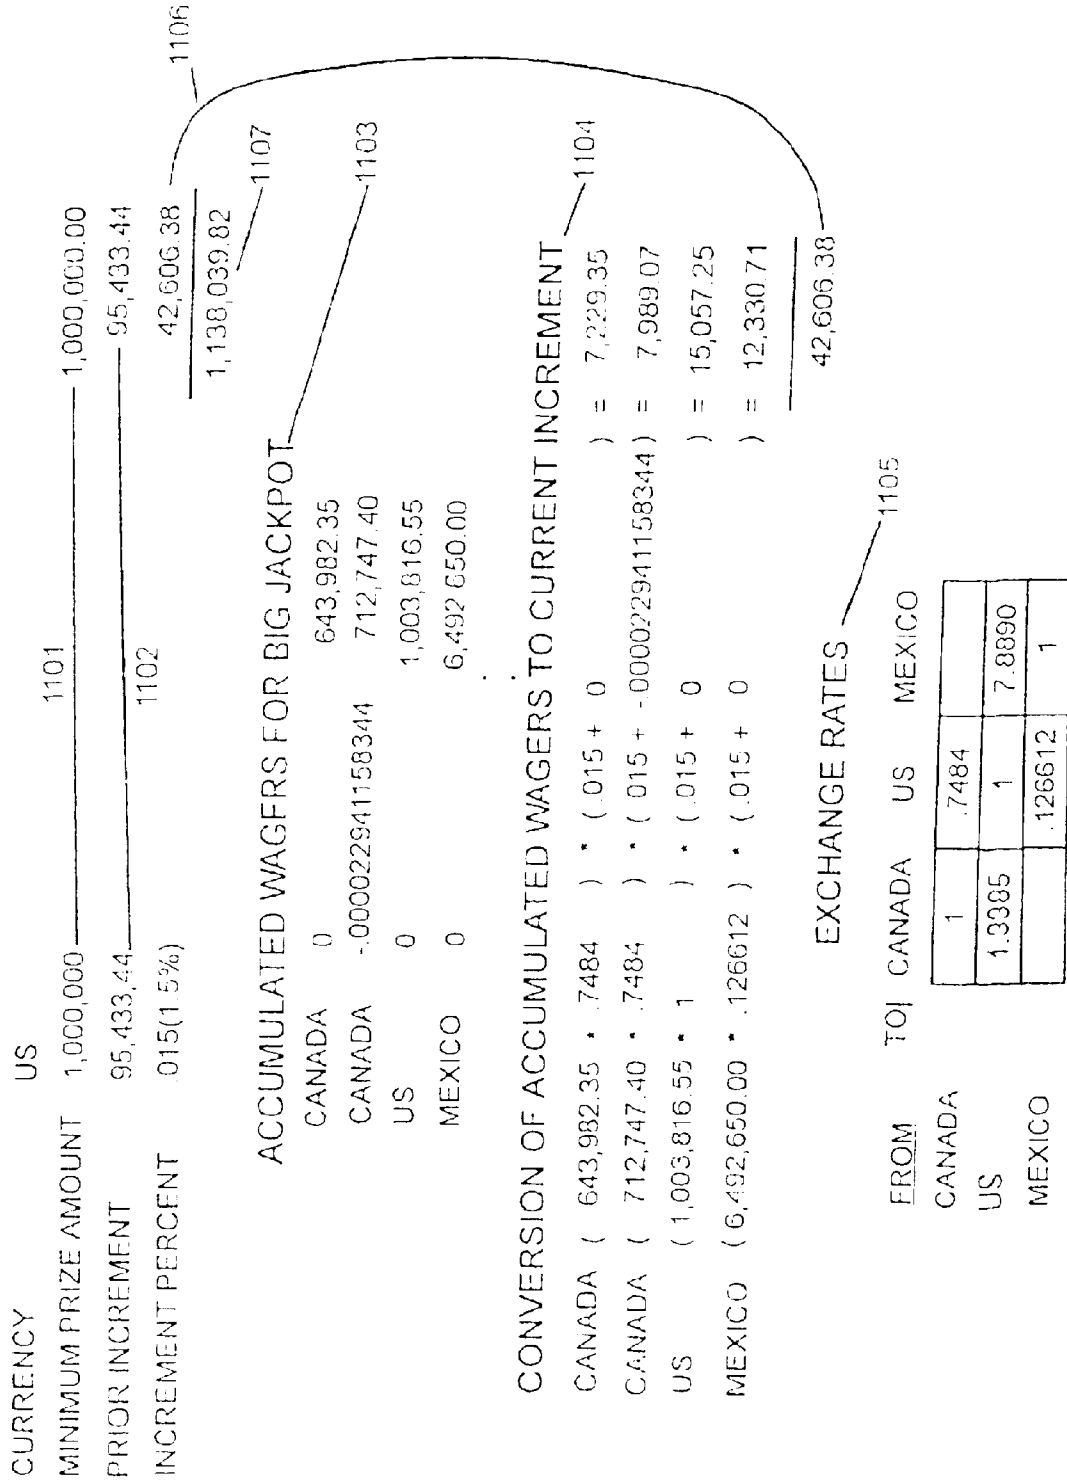 CURRENCY US
MINIMUM PRIZE AMOUNT 1,000,000 1101 1,000,000.00
PRIOR INCREMENT 95,433,44 1102 95,433.44
INCREMENT PERCENT .015(1.5%) 42,606.38 1106
1,138,039.82 1107
ACCUMULATED WAGERS FOR BIG JACKPOT 1103
CANADA 0 643,982.35
CANADA -.00002294115834​4 712,747.40
US 0 1,003,816.55
MEXICO 0 6,492 650.00
CONVERSION OF ACCUMULATED WAGERS TO CURRENT INCREMENT 1104
CANADA ( 643,982.35 * .7484 ) * (.015 + 0 ) = 7,229.35
CANADA ( 712,747.40 * .7484 ) * (.015 + -.000022941158344) = 7,989.07
US (1,003,816.55 * 1 ) * (.015 + 0 ) = 15,057.25
MEXICO (6,492,650.00 * .126612 ) * (.015 + 0 ) = 12,330.71
42,606.38
EXCHANGE RATES 1105
FROM TO| CANADA US MEXICO
CANADA 1 .7484
US 1.3385 1 7.8890
MEXICO .126612 1